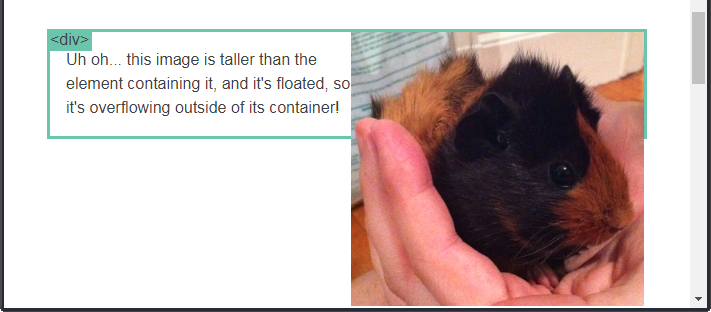 <div>
Uh oh... this image is taller than the
element containing it, and it's floated, so
it's overflowing outside of its container!